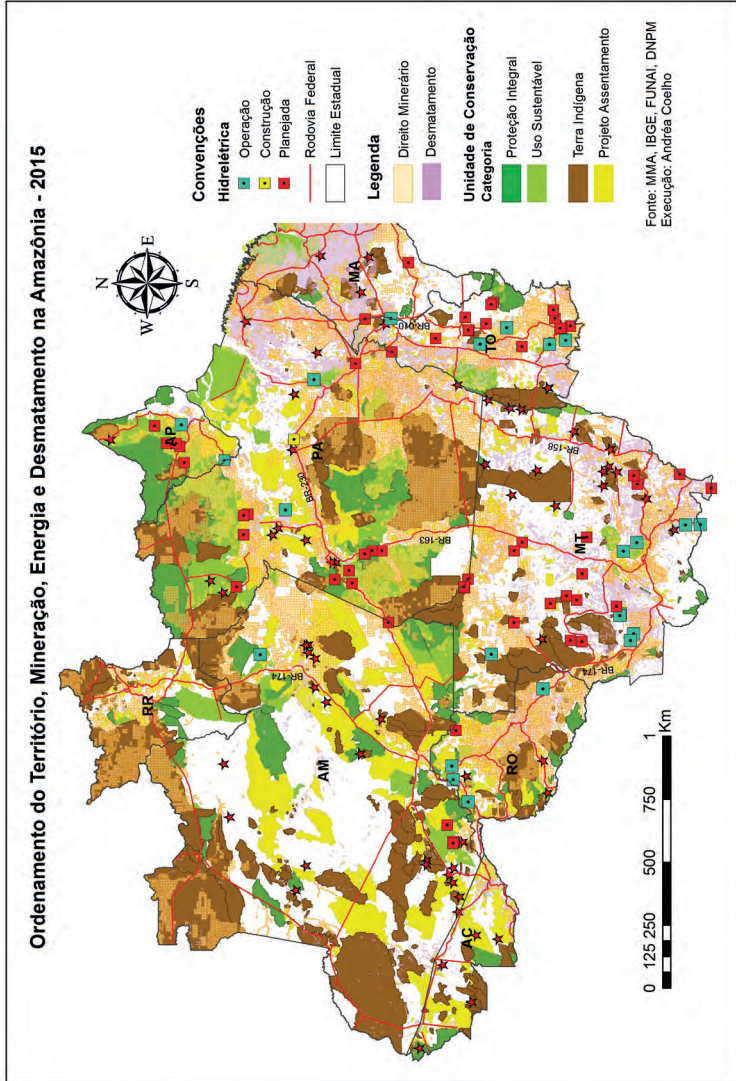 Ordenamento do Território, Mineração, Energia e Desmatamento na Amazônia - 2015
N
W
E
S
RR
AP
AM
PA
MA
TO
MT
RO
AC
BR-174
BR-230
BR-163
BR-010
BR-158
BR-174
Convenções
Hidrelétrica
Operação
Construção
Planejada
Rodovia Federal
Limite Estadual
Legenda
Direito Minerário
Desmatamento
Unidade de Conservação
Categoria
Proteção Integral
Uso Sustentável
Terra Indígena
Projeto Assentamento
Fonte: MMA, IBGE, FUNAI, DNPM
Execução: Andréa Coelho
0 125 250 500 750 1
Km